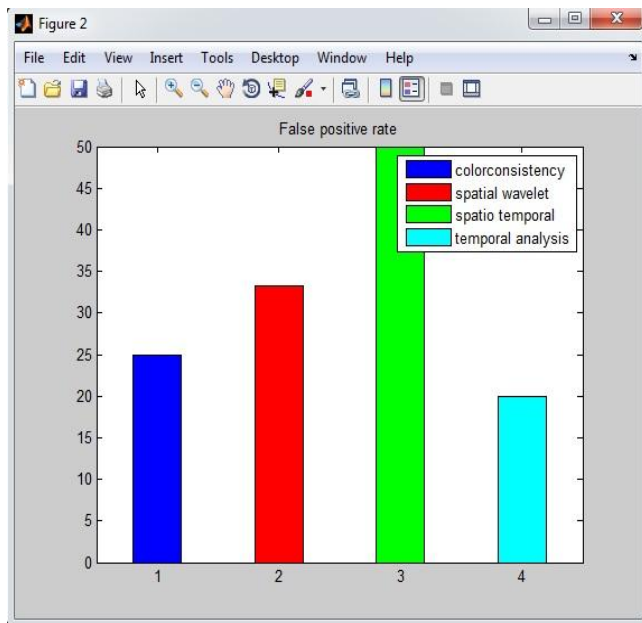 Figure 2
File Edit View Insert Tools Desktop Window Help
False positive rate
50
45
40
35
30
25
20
15
10
5
0
colorconsistency
spatial wavelet
spatio temporal
temporal analysis
1 2 3 4